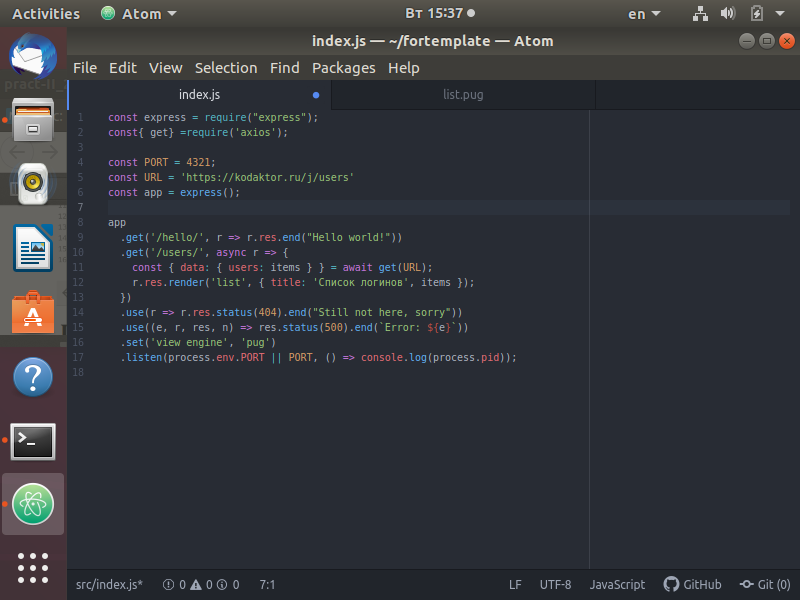 Activities Atom Вт 15:37 en
index.js — ~/fortemplate — Atom
File Edit View Selection Find Packages Help
index.js list.pug
1 const express = require("express");
2 const{ get} =require('axios');
3
4 const PORT = 4321;
5 const URL = 'https://kodaktor.ru/j/users'
6 const app = express();
7
8 app
9 .get('/hello/', r => r.res.end("Hello world!"))
10 .get('/users/', async r => {
11 const { data: { users: items } } = await get(URL);
12 r.res.render('list', { title: 'Список логинов', items });
13 })
14 .use(r => r.res.status(404).end("Still not here, sorry"))
15 .use((e, r, res, n) => res.status(500).end(`Error: ${e}`))
16 .set('view engine', 'pug')
17 .listen(process.env.PORT || PORT, () => console.log(process.pid));
18
src/index.js* 0 0 0 7:1 LF UTF-8 JavaScript GitHub Git (0)